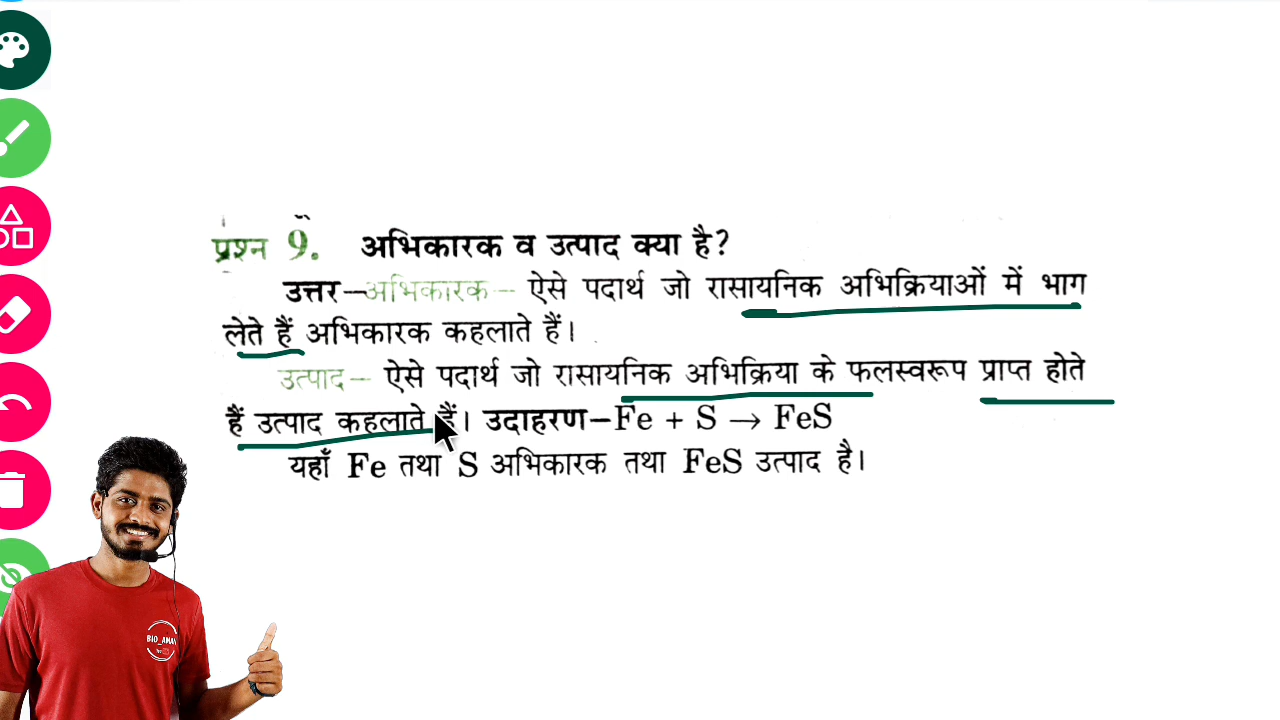 प्रश्न 9. अभिकारक व उत्पाद क्या है?
उत्तर–अभिकारक– ऐसे पदार्थ जो रासायनिक अभिक्रियाओं में भाग
लेते हैं अभिकारक कहलाते हैं।
उत्पाद– ऐसे पदार्थ जो रासायनिक अभिक्रिया के फलस्वरूप प्राप्त होते
हैं उत्पाद कहलाते हैं। उदाहरण–Fe + S → FeS
यहाँ Fe तथा S अभिकारक तथा FeS उत्पाद है।
BIO_AMAN